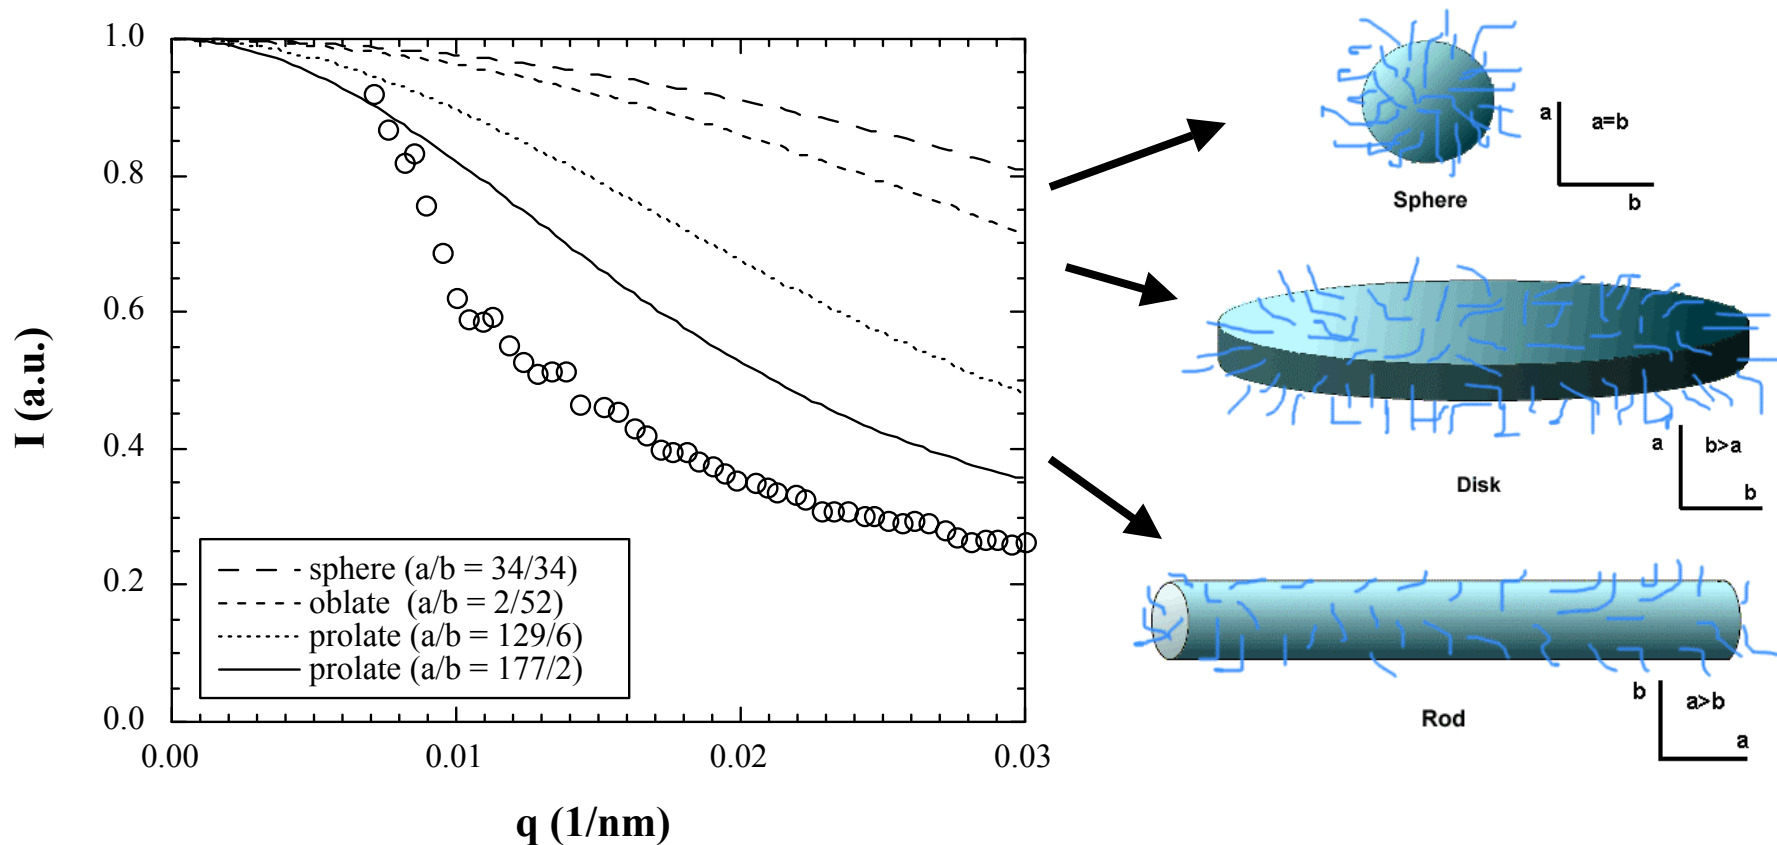 1.0
0.8
0.6
0.4
0.2
0.0
I (a.u.)
sphere (a/b = 34/34)
oblate (a/b = 2/52)
prolate (a/b = 129/6)
prolate (a/b = 177/2)
0.00
0.01
0.02
0.03
q (1/nm)
a
a=b
b
Sphere
a
b>a
b
Disk
b
a>b
a
Rod